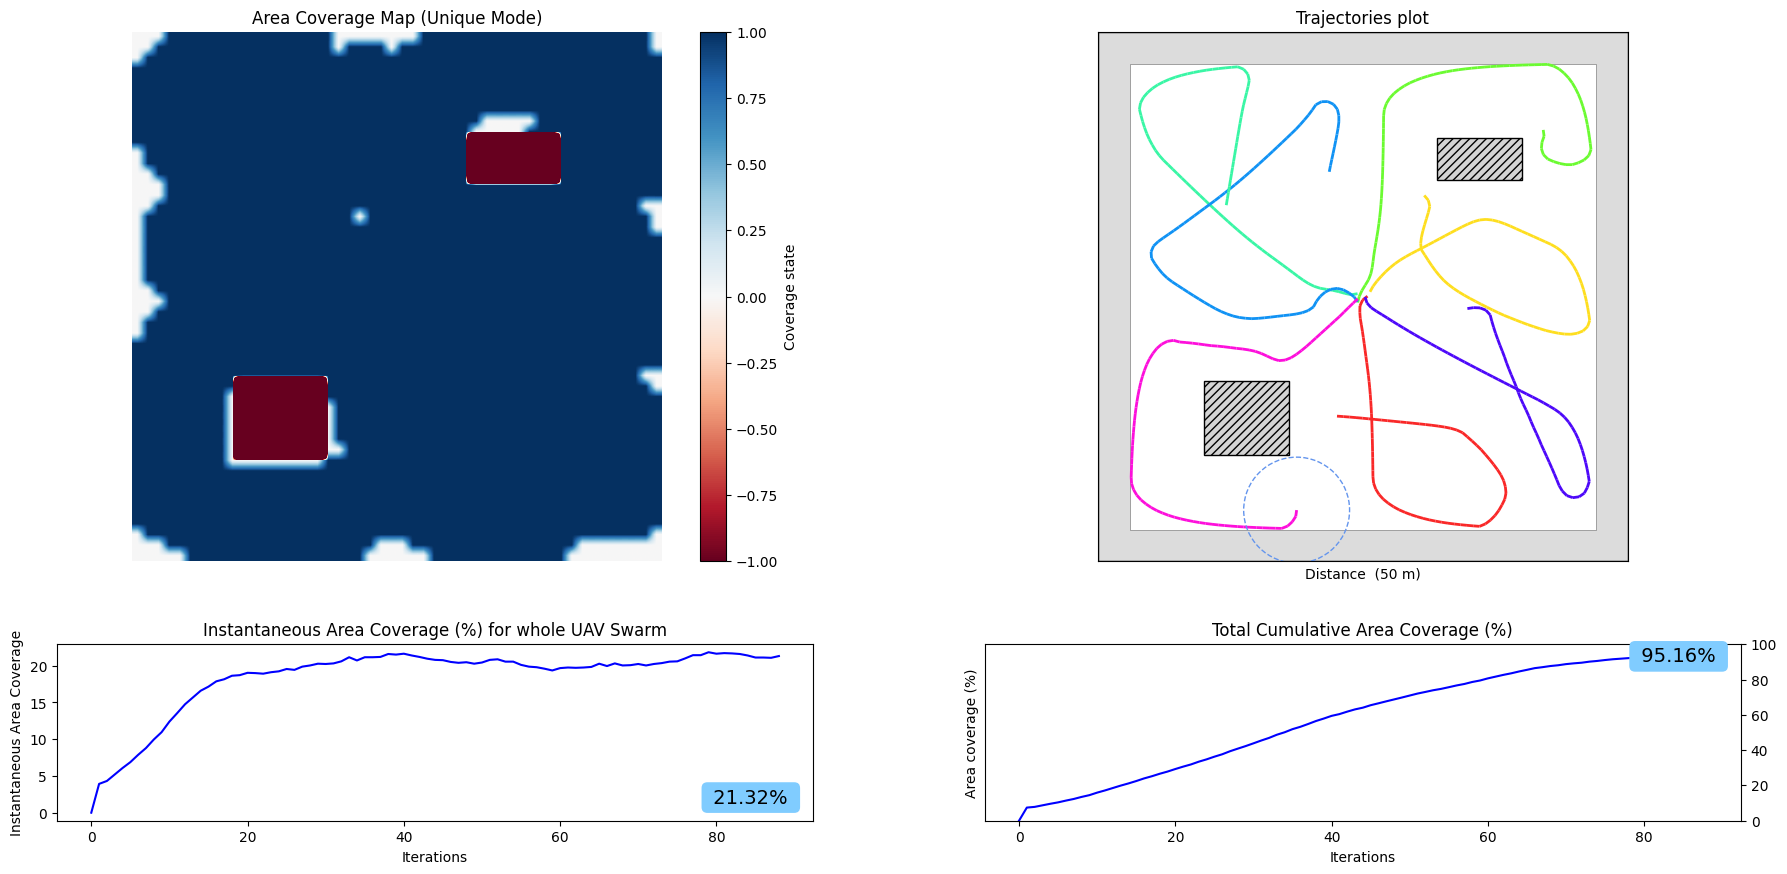 Area Coverage Map (Unique Mode)
1.00
0.75
0.50
0.25
0.00
−0.25
−0.50
−0.75
−1.00
Coverage state
Trajectories plot
Distance  (50 m)
Instantaneous Area Coverage (%) for whole UAV Swarm
Instantaneous Area Coverage
20
15
10
5
0
21.32%
0 20 40 60 80
Iterations
Total Cumulative Area Coverage (%)
Area coverage (%)
95.16%
100
80
60
40
20
0
0 20 40 60 80
Iterations